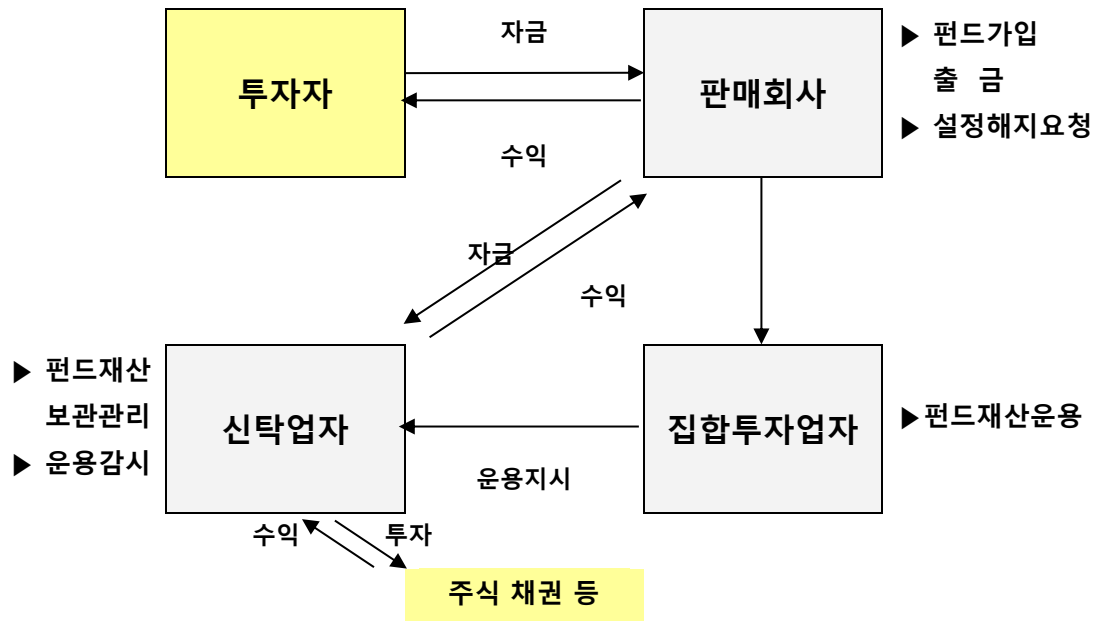 자금
▶ 펀드가입
출 금
▶ 설정해지요청
투자자
판매회사
수익
자금
수익
▶ 펀드재산
보관관리
▶ 운용감시
신탁업자
집합투자업자
▶펀드재산운용
운용지시
수익
투자
주식 채권 등